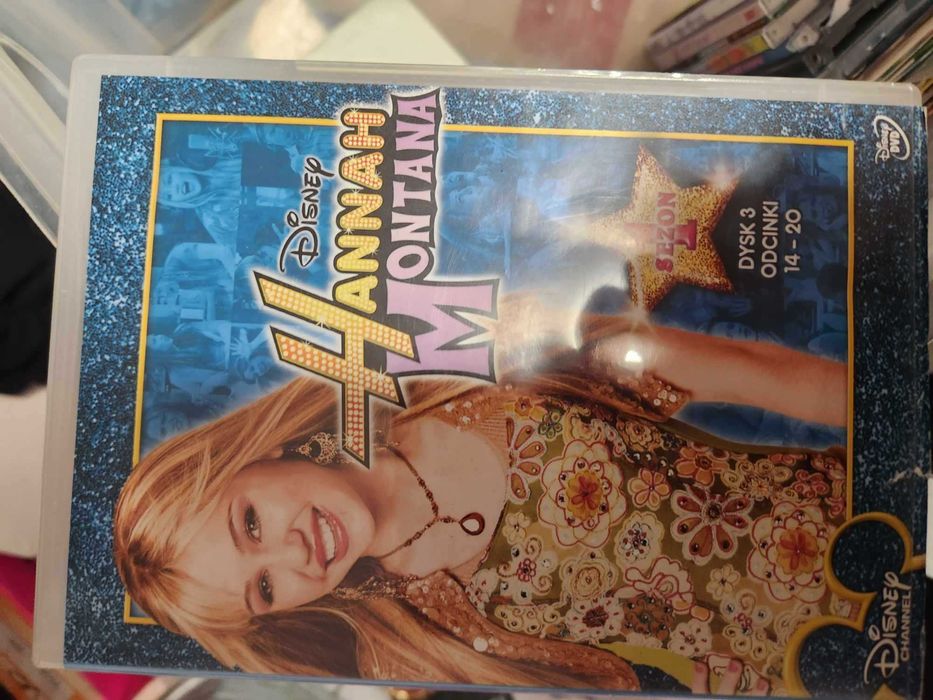 DISNEY
HANNAH
MONTANA
SEZON
1
DYSK 3
ODCINKI
14 - 20
DISNEY
DVD
DISNEY
CHANNEL